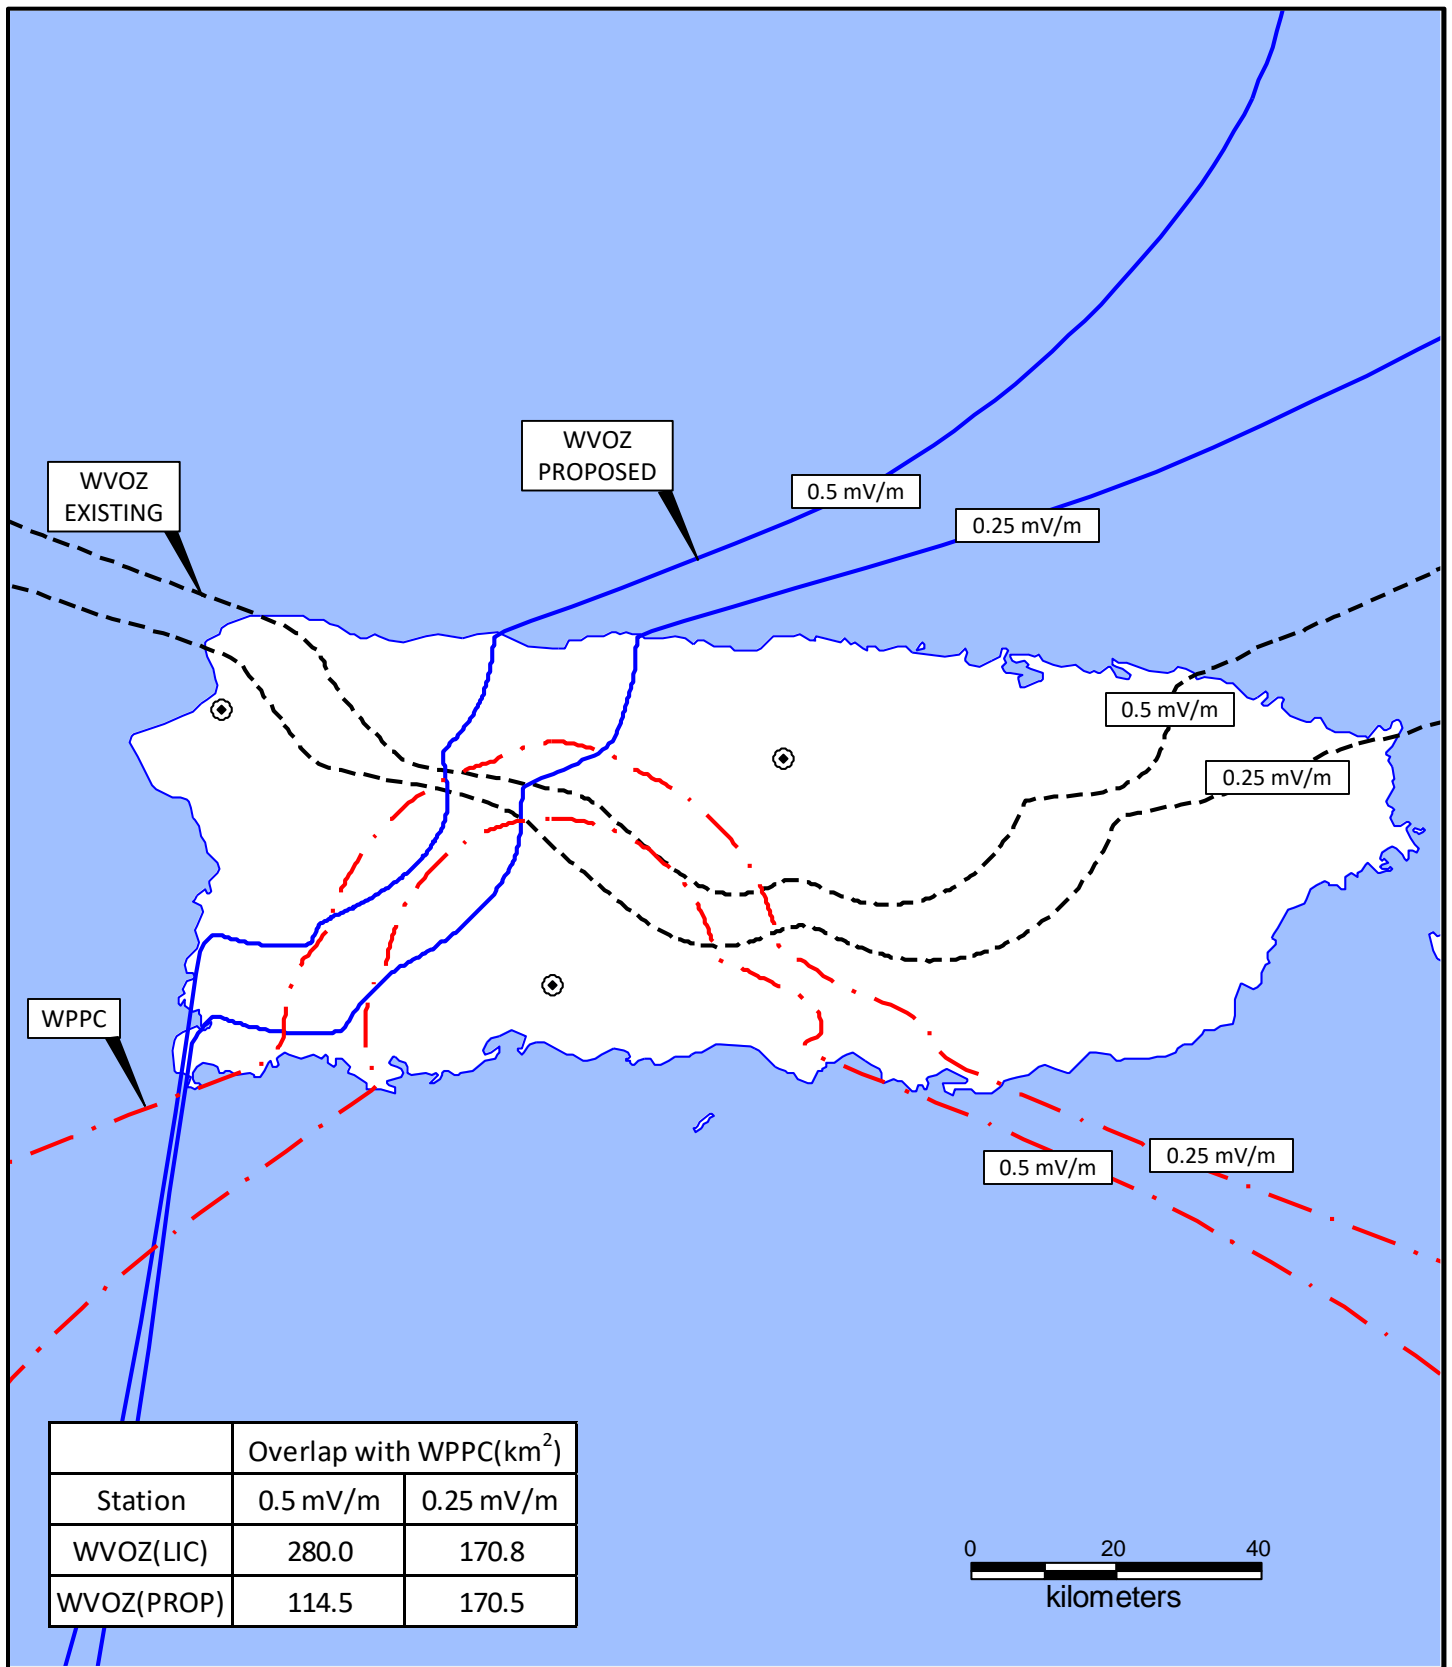 WVOZ
PROPOSED
WVOZ
EXISTING
0.5 mV/m
0.25 mV/m
0.5 mV/m
0.25 mV/m
WPPC
0.25 mV/m
0.5 mV/m
Overlap with WPPC(km²)
Station 0.5 mV/m 0.25 mV/m
WVOZ(LIC) 280.0 170.8
WVOZ(PROP) 114.5 170.5
0 20 40
kilometers